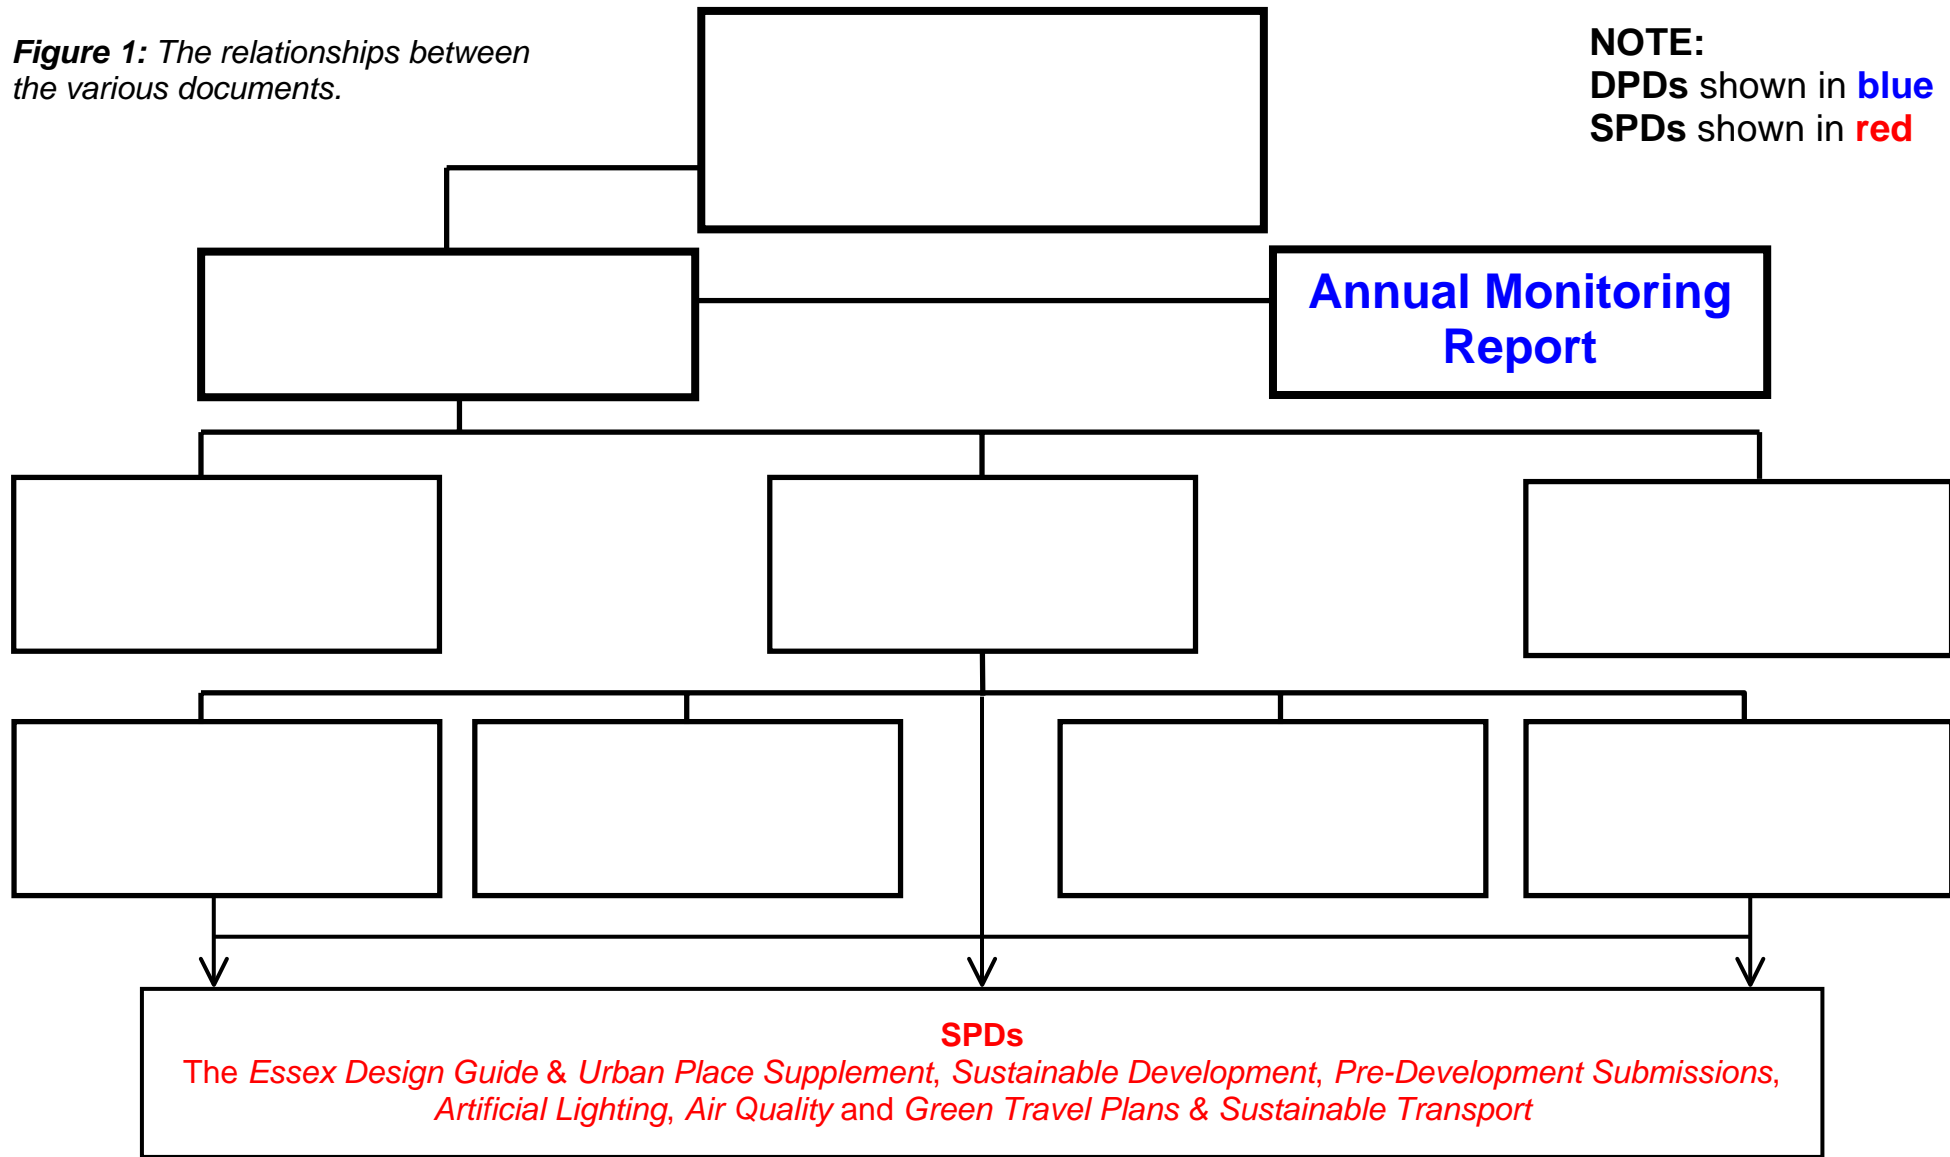 Figure 1: The relationships between
the various documents.
NOTE:
DPDs shown in blue
SPDs shown in red
Annual Monitoring
Report
SPDs
The Essex Design Guide & Urban Place Supplement, Sustainable Development, Pre-Development Submissions,
Artificial Lighting, Air Quality and Green Travel Plans & Sustainable Transport